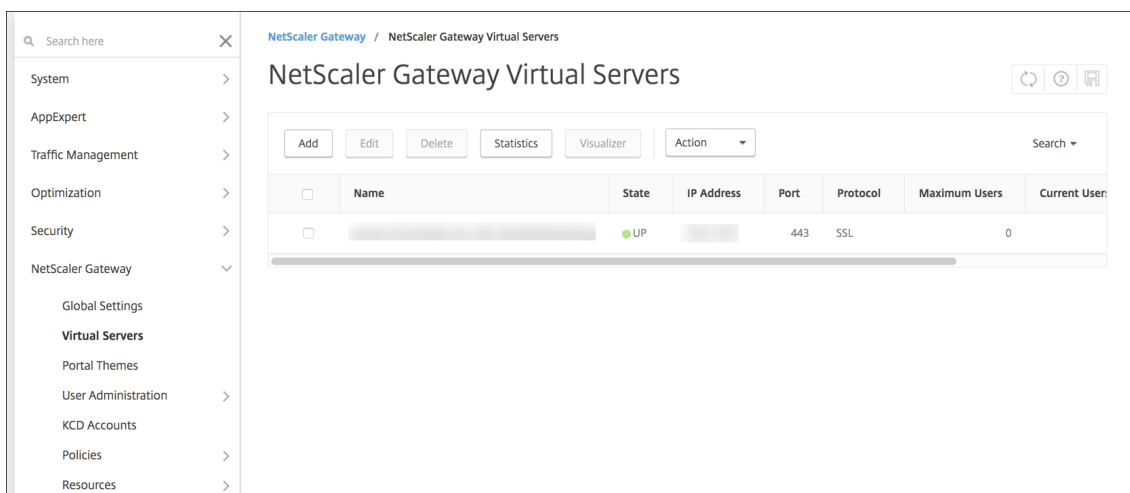 Search here
System
AppExpert
Traffic Management
Optimization
Security
NetScaler Gateway
Global Settings
Virtual Servers
Portal Themes
User Administration
KCD Accounts
Policies
Resources
NetScaler Gateway / NetScaler Gateway Virtual Servers
NetScaler Gateway Virtual Servers
Add Edit Delete Statistics Visualizer Action Search
Name State IP Address Port Protocol Maximum Users Current Users
UP 443 SSL 0